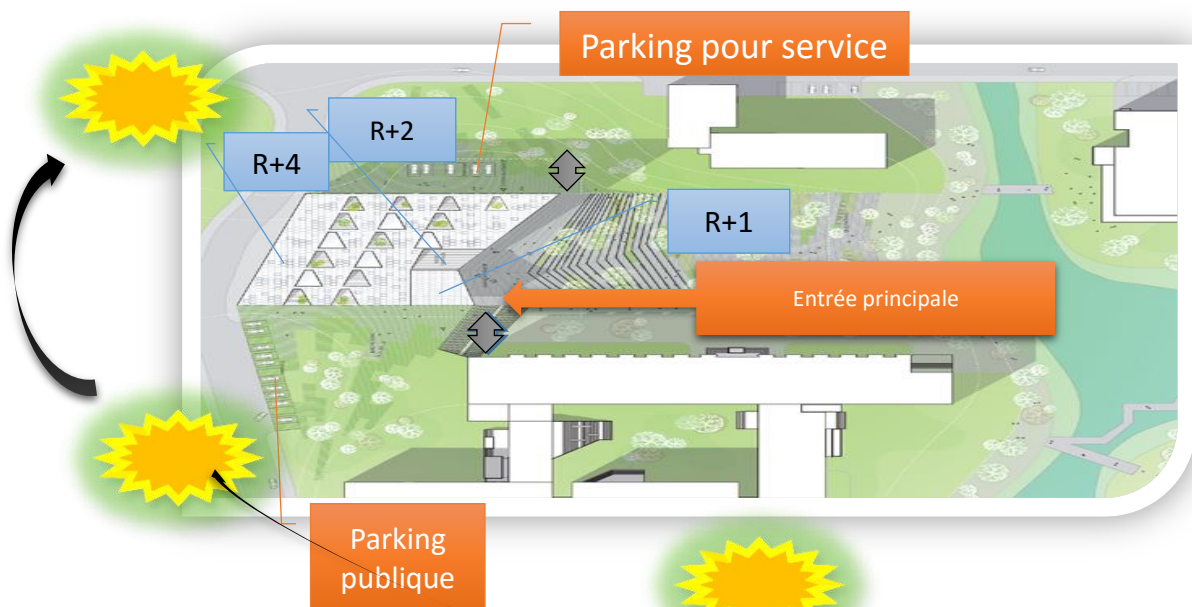 Parking pour service
R+2
R+4
R+1
Entrée principale
Parking
publique